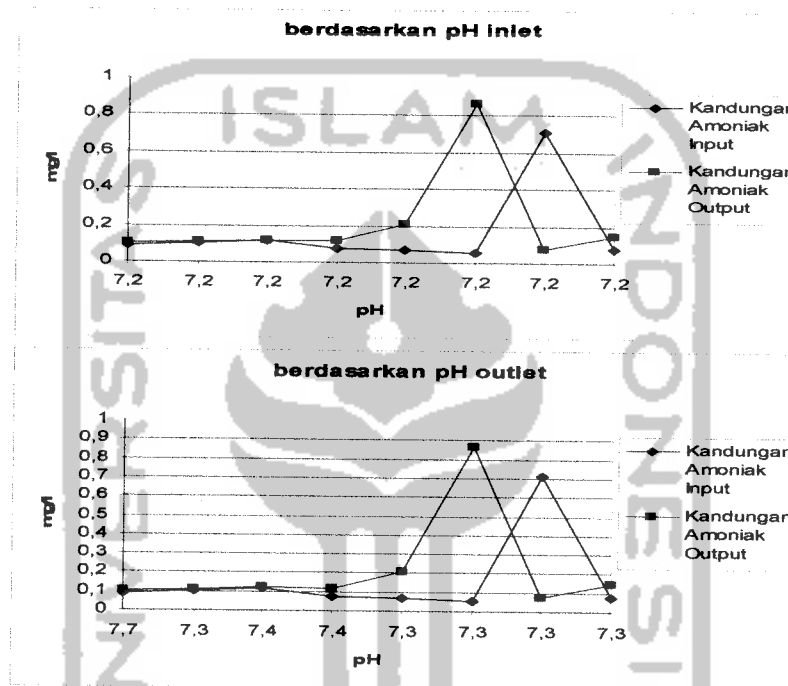 berdasarkan pH inlet
1
0,8
0,6
0,4
0,2
0
mg/l
7,2 7,2 7,2 7,2 7,2 7,2 7,2 7,2
pH
Kandungan
Amoniak
Input
Kandungan
Amoniak
Output
berdasarkan pH outlet
1
0,9
0,8
0,7
0,6
0,5
0,4
0,3
0,2
0,1
0
mg/l
7,7 7,3 7,4 7,4 7,3 7,3 7,3 7,3
pH
Kandungan
Amoniak
Input
Kandungan
Amoniak
Output
UNIVERSITAS
ISLAM
INDONESIA